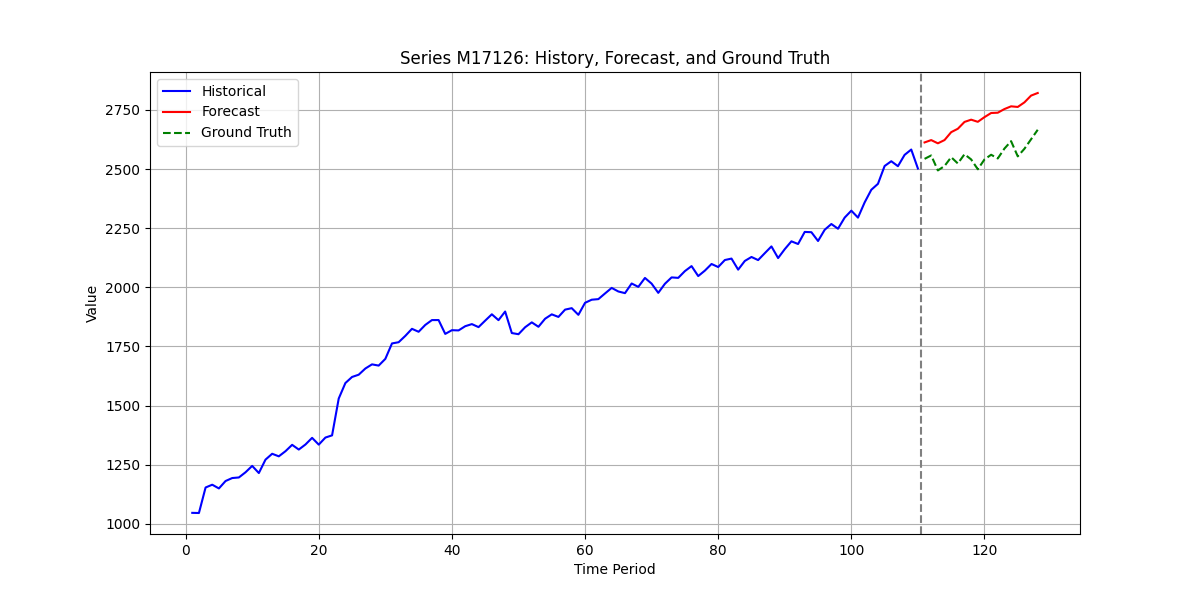 Series M17126: History, Forecast, and Ground Truth
Historical
Forecast
Ground Truth
2750
2500
2250
2000
1750
1500
1250
1000
Value
0 20 40 60 80 100 120
Time Period